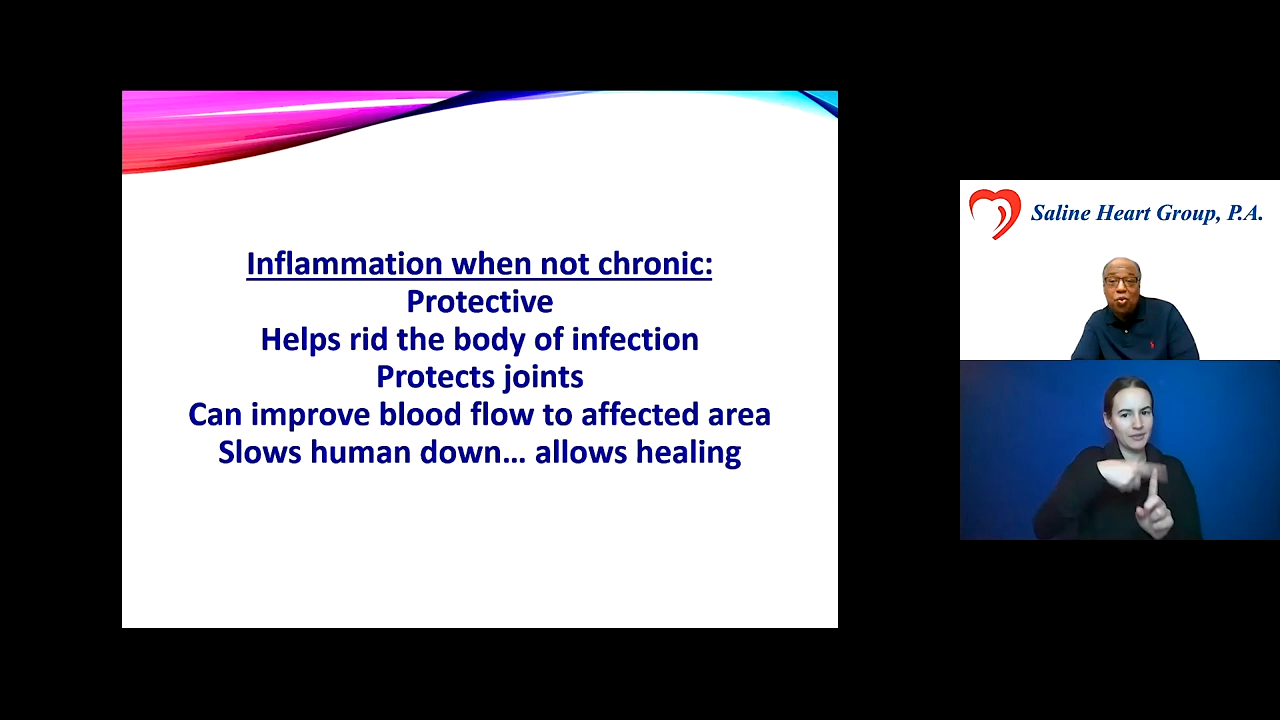 Inflammation when not chronic:
Protective
Helps rid the body of infection
Protects joints
Can improve blood flow to affected area
Slows human down... allows healing
Saline Heart Group, P.A.